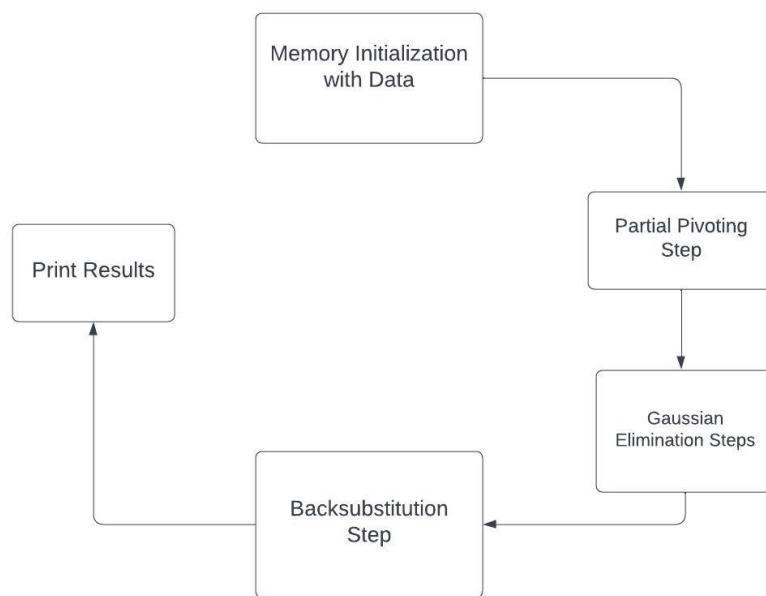 Memory Initialization
with Data
Partial Pivoting
Step
Print Results
Gaussian
Elimination Steps
Backsubstitution
Step